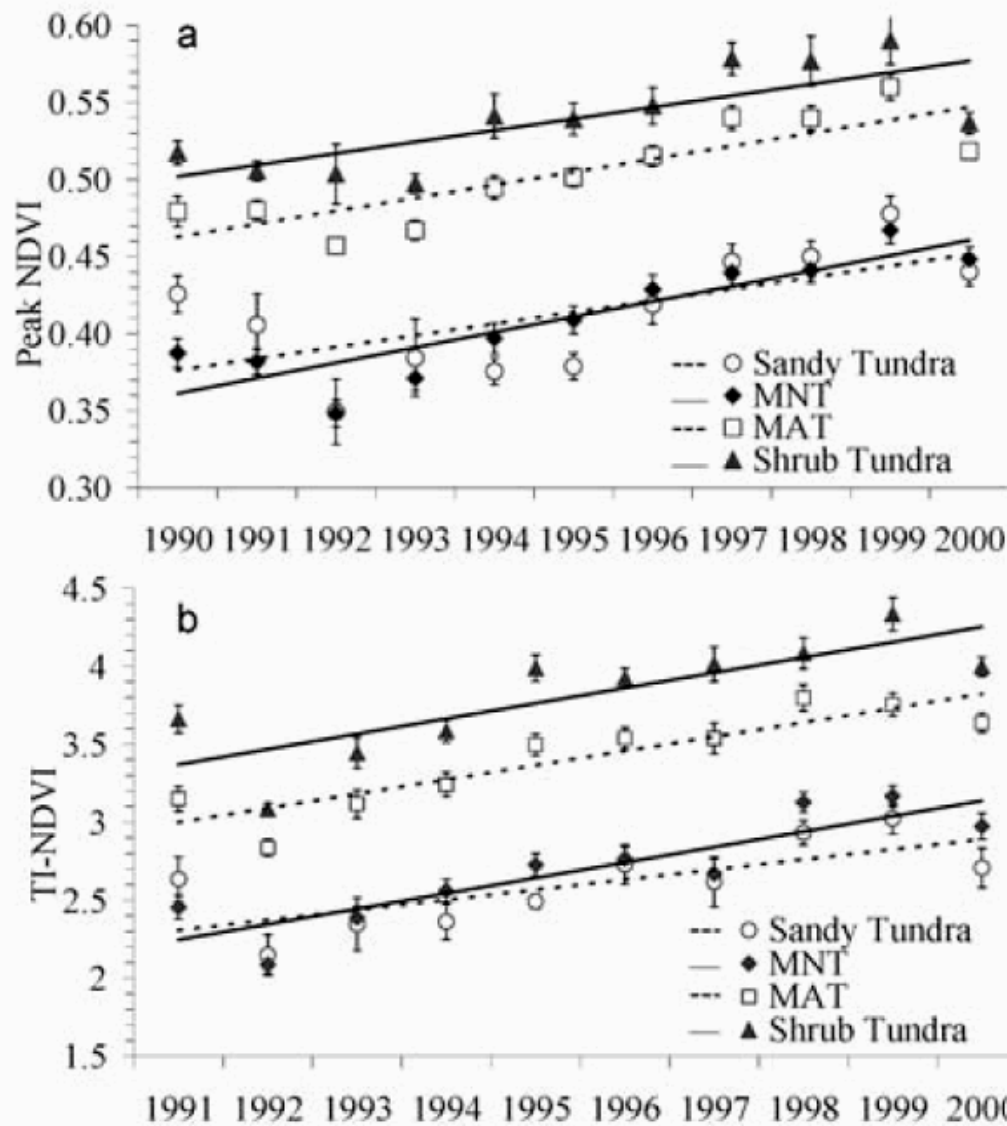 a
Peak NDVI
0.60
0.55
0.50
0.45
0.40
0.35
0.30
Sandy Tundra
MNT
MAT
Shrub Tundra
1990 1991 1992 1993 1994 1995 1996 1997 1998 1999 2000
b
TI-NDVI
4.5
4
3.5
3
2.5
2
1.5
Sandy Tundra
MNT
MAT
Shrub Tundra
1991 1992 1993 1994 1995 1996 1997 1998 1999 2000